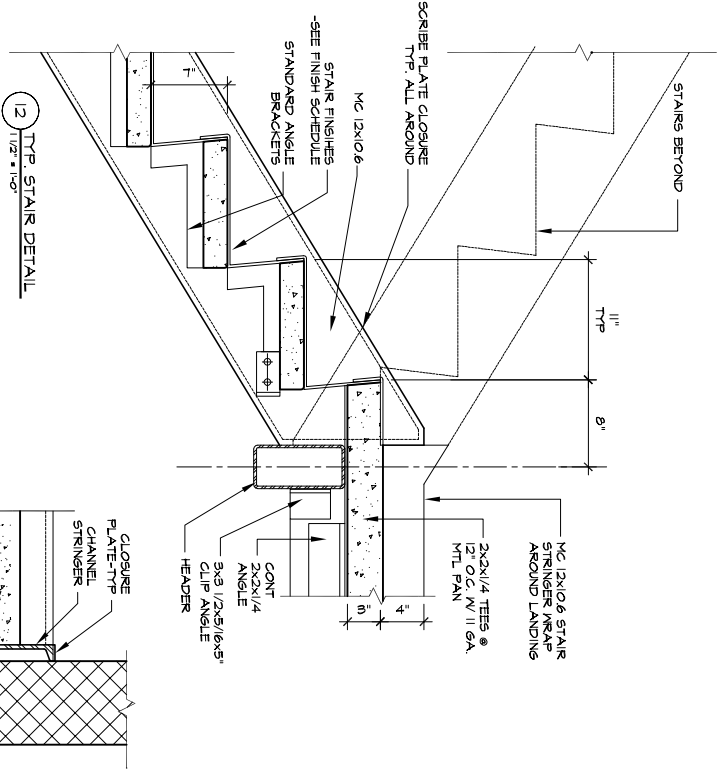 STAIRS BEYOND
SCRIBE PLATE CLOSURE
TYP. ALL AROUND
MC 12x10.6
STAIR FINSIHES
-SEE FINISH SCHEDULE
STANDARD ANGLE
BRACKETS
7"
11"
TYP
8"
MC 12x10.6 STAIR
STRINGER WRAP
AROUND LANDING
2x2x1/4 TEES @
12" O.C. W/ 11 GA.
MTL PAN
4"
3"
CONT
2x2x1/4
ANGLE
3x3 1/2x5/16x5"
CLIP ANGLE
HEADER
CLOSURE
PLATE-TYP
CHANNEL
STRINGER
12
TYP. STAIR DETAIL
1 1/2" = 1'-0"